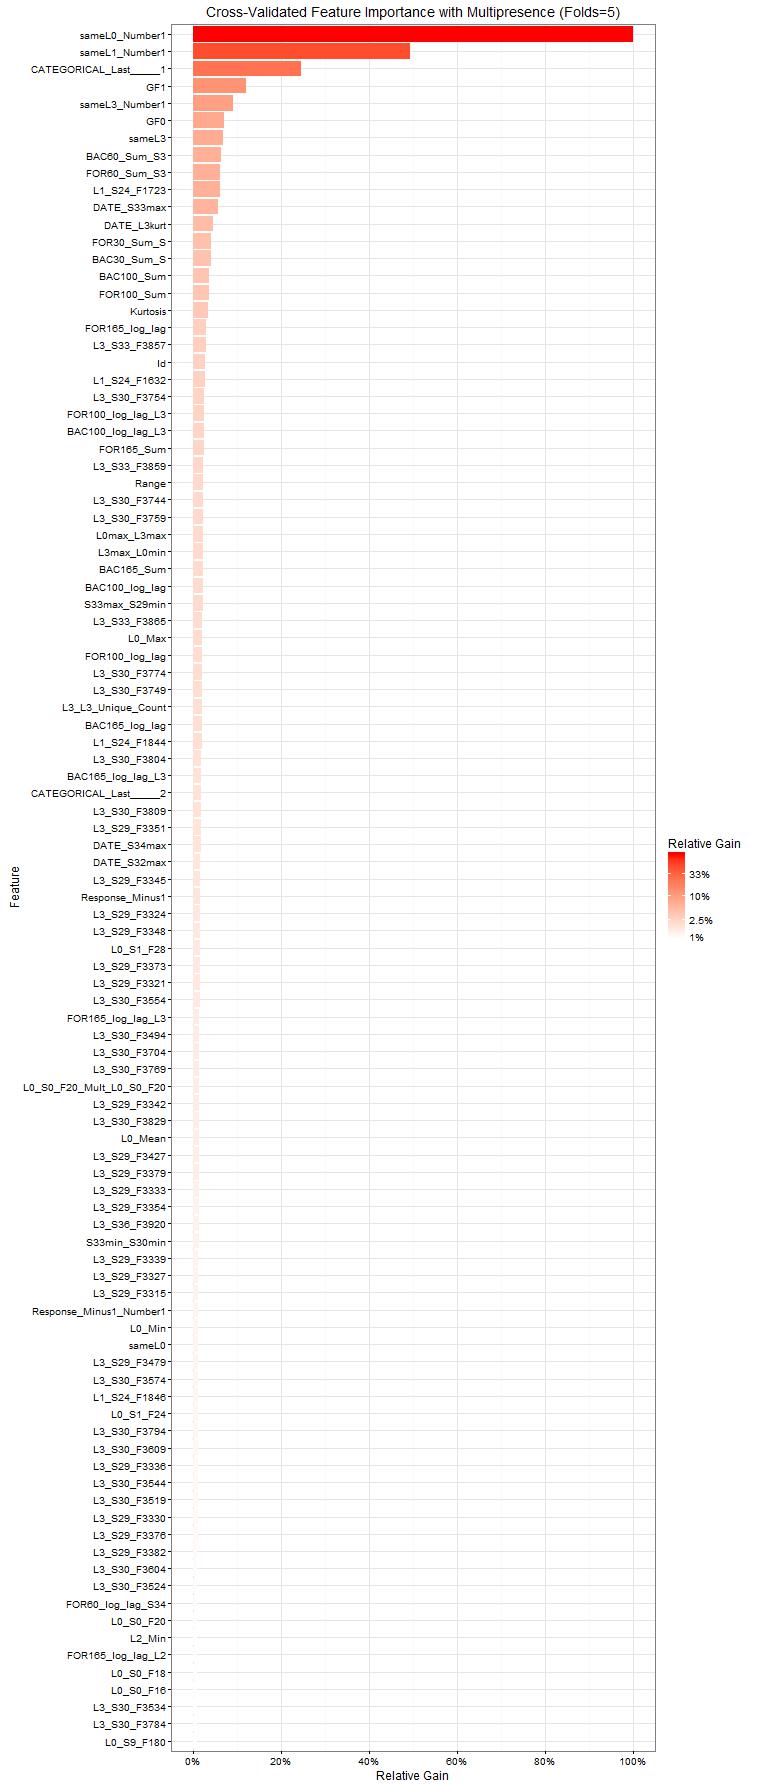 Cross-Validated Feature Importance with Multipresence (Folds=5)
sameL0_Number1
sameL1_Number1
CATEGORICAL_Last_____1
GF1
sameL3_Number1
GF0
sameL3
BAC60_Sum_S3
FOR60_Sum_S3
L1_S24_F1723
DATE_S33max
DATE_L3kurt
FOR30_Sum_S
BAC30_Sum_S
BAC100_Sum
FOR100_Sum
Kurtosis
FOR165_log_lag
L3_S33_F3857
Id
L1_S24_F1632
L3_S30_F3754
FOR100_log_lag_L3
BAC100_log_lag_L3
FOR165_Sum
L3_S33_F3859
Range
L3_S30_F3744
L3_S30_F3759
L0max_L3max
L3max_L0min
BAC165_Sum
BAC100_log_lag
S33max_S29min
L3_S33_F3865
L0_Max
FOR100_log_lag
L3_S30_F3774
L3_S30_F3749
L3_L3_Unique_Count
BAC165_log_lag
L1_S24_F1844
L3_S30_F3804
BAC165_log_lag_L3
CATEGORICAL_Last_____2
L3_S30_F3809
L3_S29_F3351
DATE_S34max
DATE_S32max
L3_S29_F3345
Response_Minus1
L3_S29_F3324
L3_S29_F3348
L0_S1_F28
L3_S29_F3373
L3_S29_F3321
L3_S30_F3554
FOR165_log_lag_L3
L3_S30_F3494
L3_S30_F3704
L3_S30_F3769
L0_S0_F20_Mult_L0_S0_F20
L3_S29_F3342
L3_S30_F3829
L0_Mean
L3_S29_F3427
L3_S29_F3379
L3_S29_F3333
L3_S29_F3354
L3_S36_F3920
S33min_S30min
L3_S29_F3339
L3_S29_F3327
L3_S29_F3315
Response_Minus1_Number1
L0_Min
sameL0
L3_S29_F3479
L3_S30_F3574
L1_S24_F1846
L0_S1_F24
L3_S30_F3794
L3_S30_F3609
L3_S29_F3336
L3_S30_F3544
L3_S30_F3519
L3_S29_F3330
L3_S29_F3376
L3_S29_F3382
L3_S30_F3604
L3_S30_F3524
FOR60_log_lag_S34
L0_S0_F20
L2_Min
FOR165_log_lag_L2
L0_S0_F18
L0_S0_F16
L3_S30_F3534
L3_S30_F3784
L0_S9_F180
Feature
0% 20% 40% 60% 80% 100%
Relative Gain
Relative Gain
33%
10%
2.5%
1%